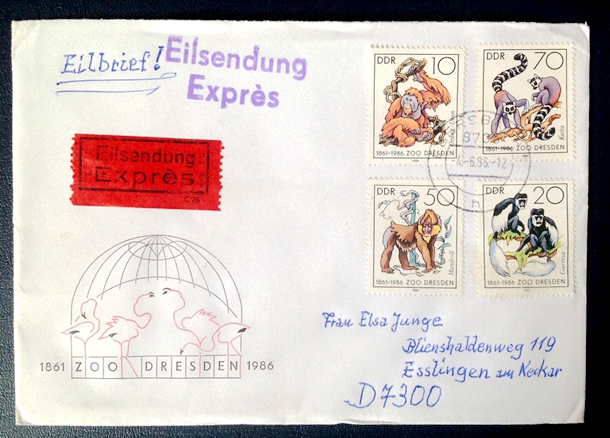 Eilbrief!
Eilsendung
Exprès
Eilsendung
Exprès
C 28
DDR 10
1861-1986 ZOO DRESDEN
DDR 70
Katta
1861-1986 ZOO DRESDEN
DDR 50
Mandrill
1861-1986 ZOO DRESDEN
DDR 20
Guereza
1861-1986 ZOO DRESDEN
1861 ZOO DRESDEN 1986
Frau Elsa Junge
Blienshaldenweg 119
Esslingen am Neckar
D7300